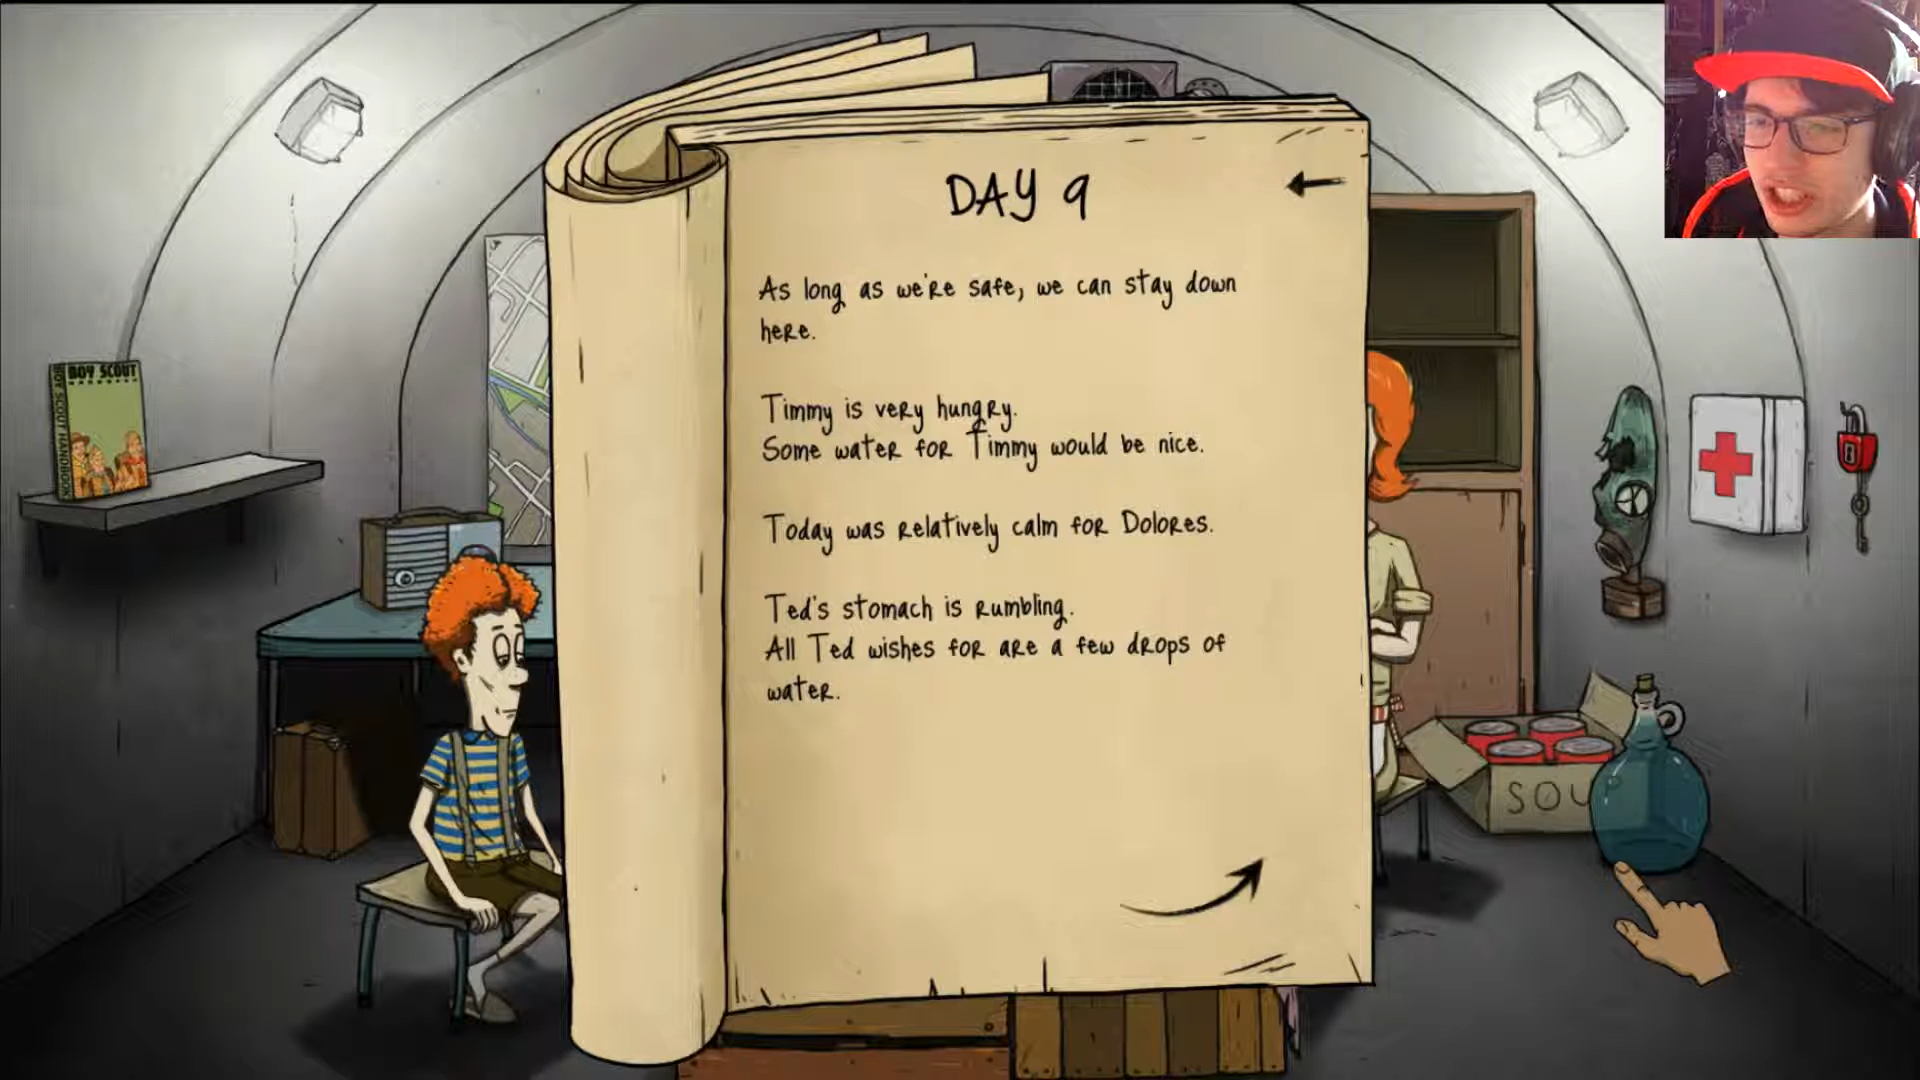 DAY 9
As long as we're safe, we can stay down
here.
Timmy is very hungry.
Some water for Timmy would be nice.
Today was relatively calm for Dolores.
Ted's stomach is rumbling.
All Ted wishes for are a few drops of
water.
BOY SCOUT
BOY SCOUT HANDBOOK
SOU